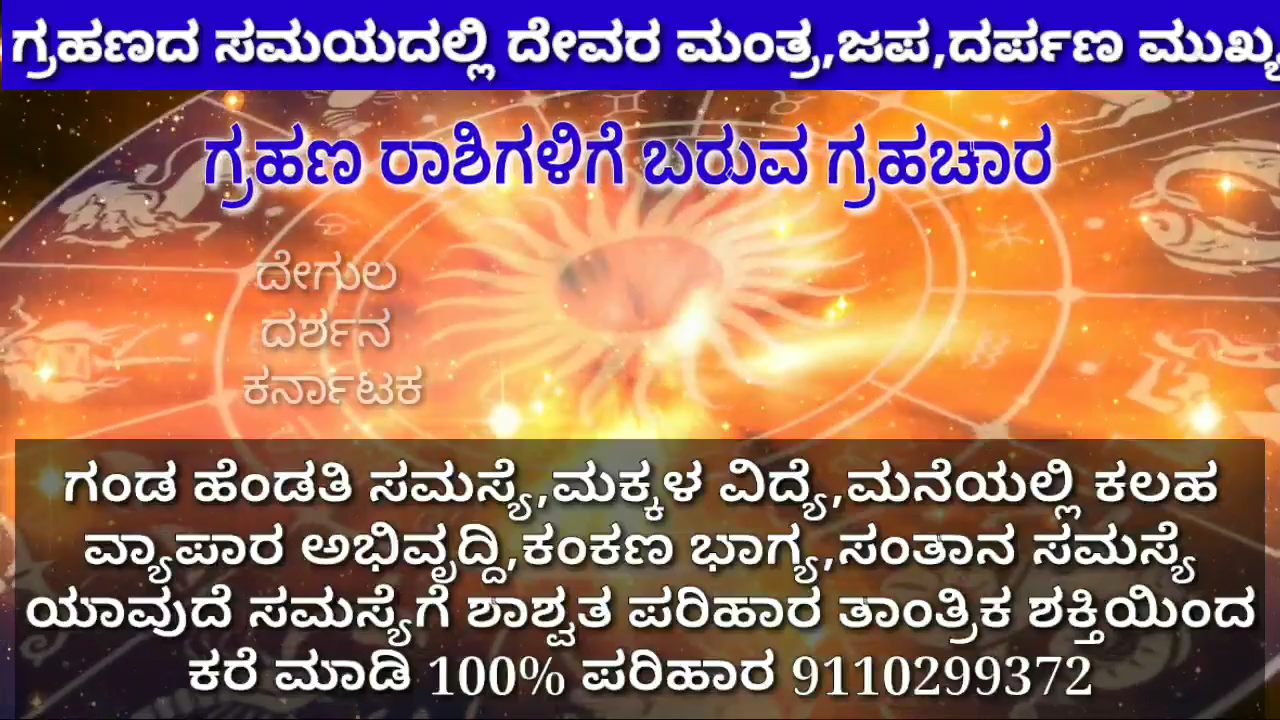 ಗ್ರಹಣದ ಸಮಯದಲ್ಲಿ ದೇವರ ಮಂತ್ರ,ಜಪ,ದರ್ಪಣ ಮುಖ್ಯ
ಗ್ರಹಣ ರಾಶಿಗಳಿಗೆ ಬರುವ ಗ್ರಹಚಾರ
ದೇಗುಲ
ದರ್ಶನ
ಕರ್ನಾಟಕ
ಗಂಡ ಹೆಂಡತಿ ಸಮಸ್ಯೆ,ಮಕ್ಕಳ ವಿದ್ಯೆ,ಮನೆಯಲ್ಲಿ ಕಲಹ
ವ್ಯಾಪಾರ ಅಭಿವೃದ್ದಿ,ಕಂಕಣ ಭಾಗ್ಯ,ಸಂತಾನ ಸಮಸ್ಯೆ
ಯಾವುದೆ ಸಮಸ್ಯೆಗೆ ಶಾಶ್ವತ ಪರಿಹಾರ ತಾಂತ್ರಿಕ ಶಕ್ತಿಯಿಂದ
ಕರೆ ಮಾಡಿ 100% ಪರಿಹಾರ 9110299372